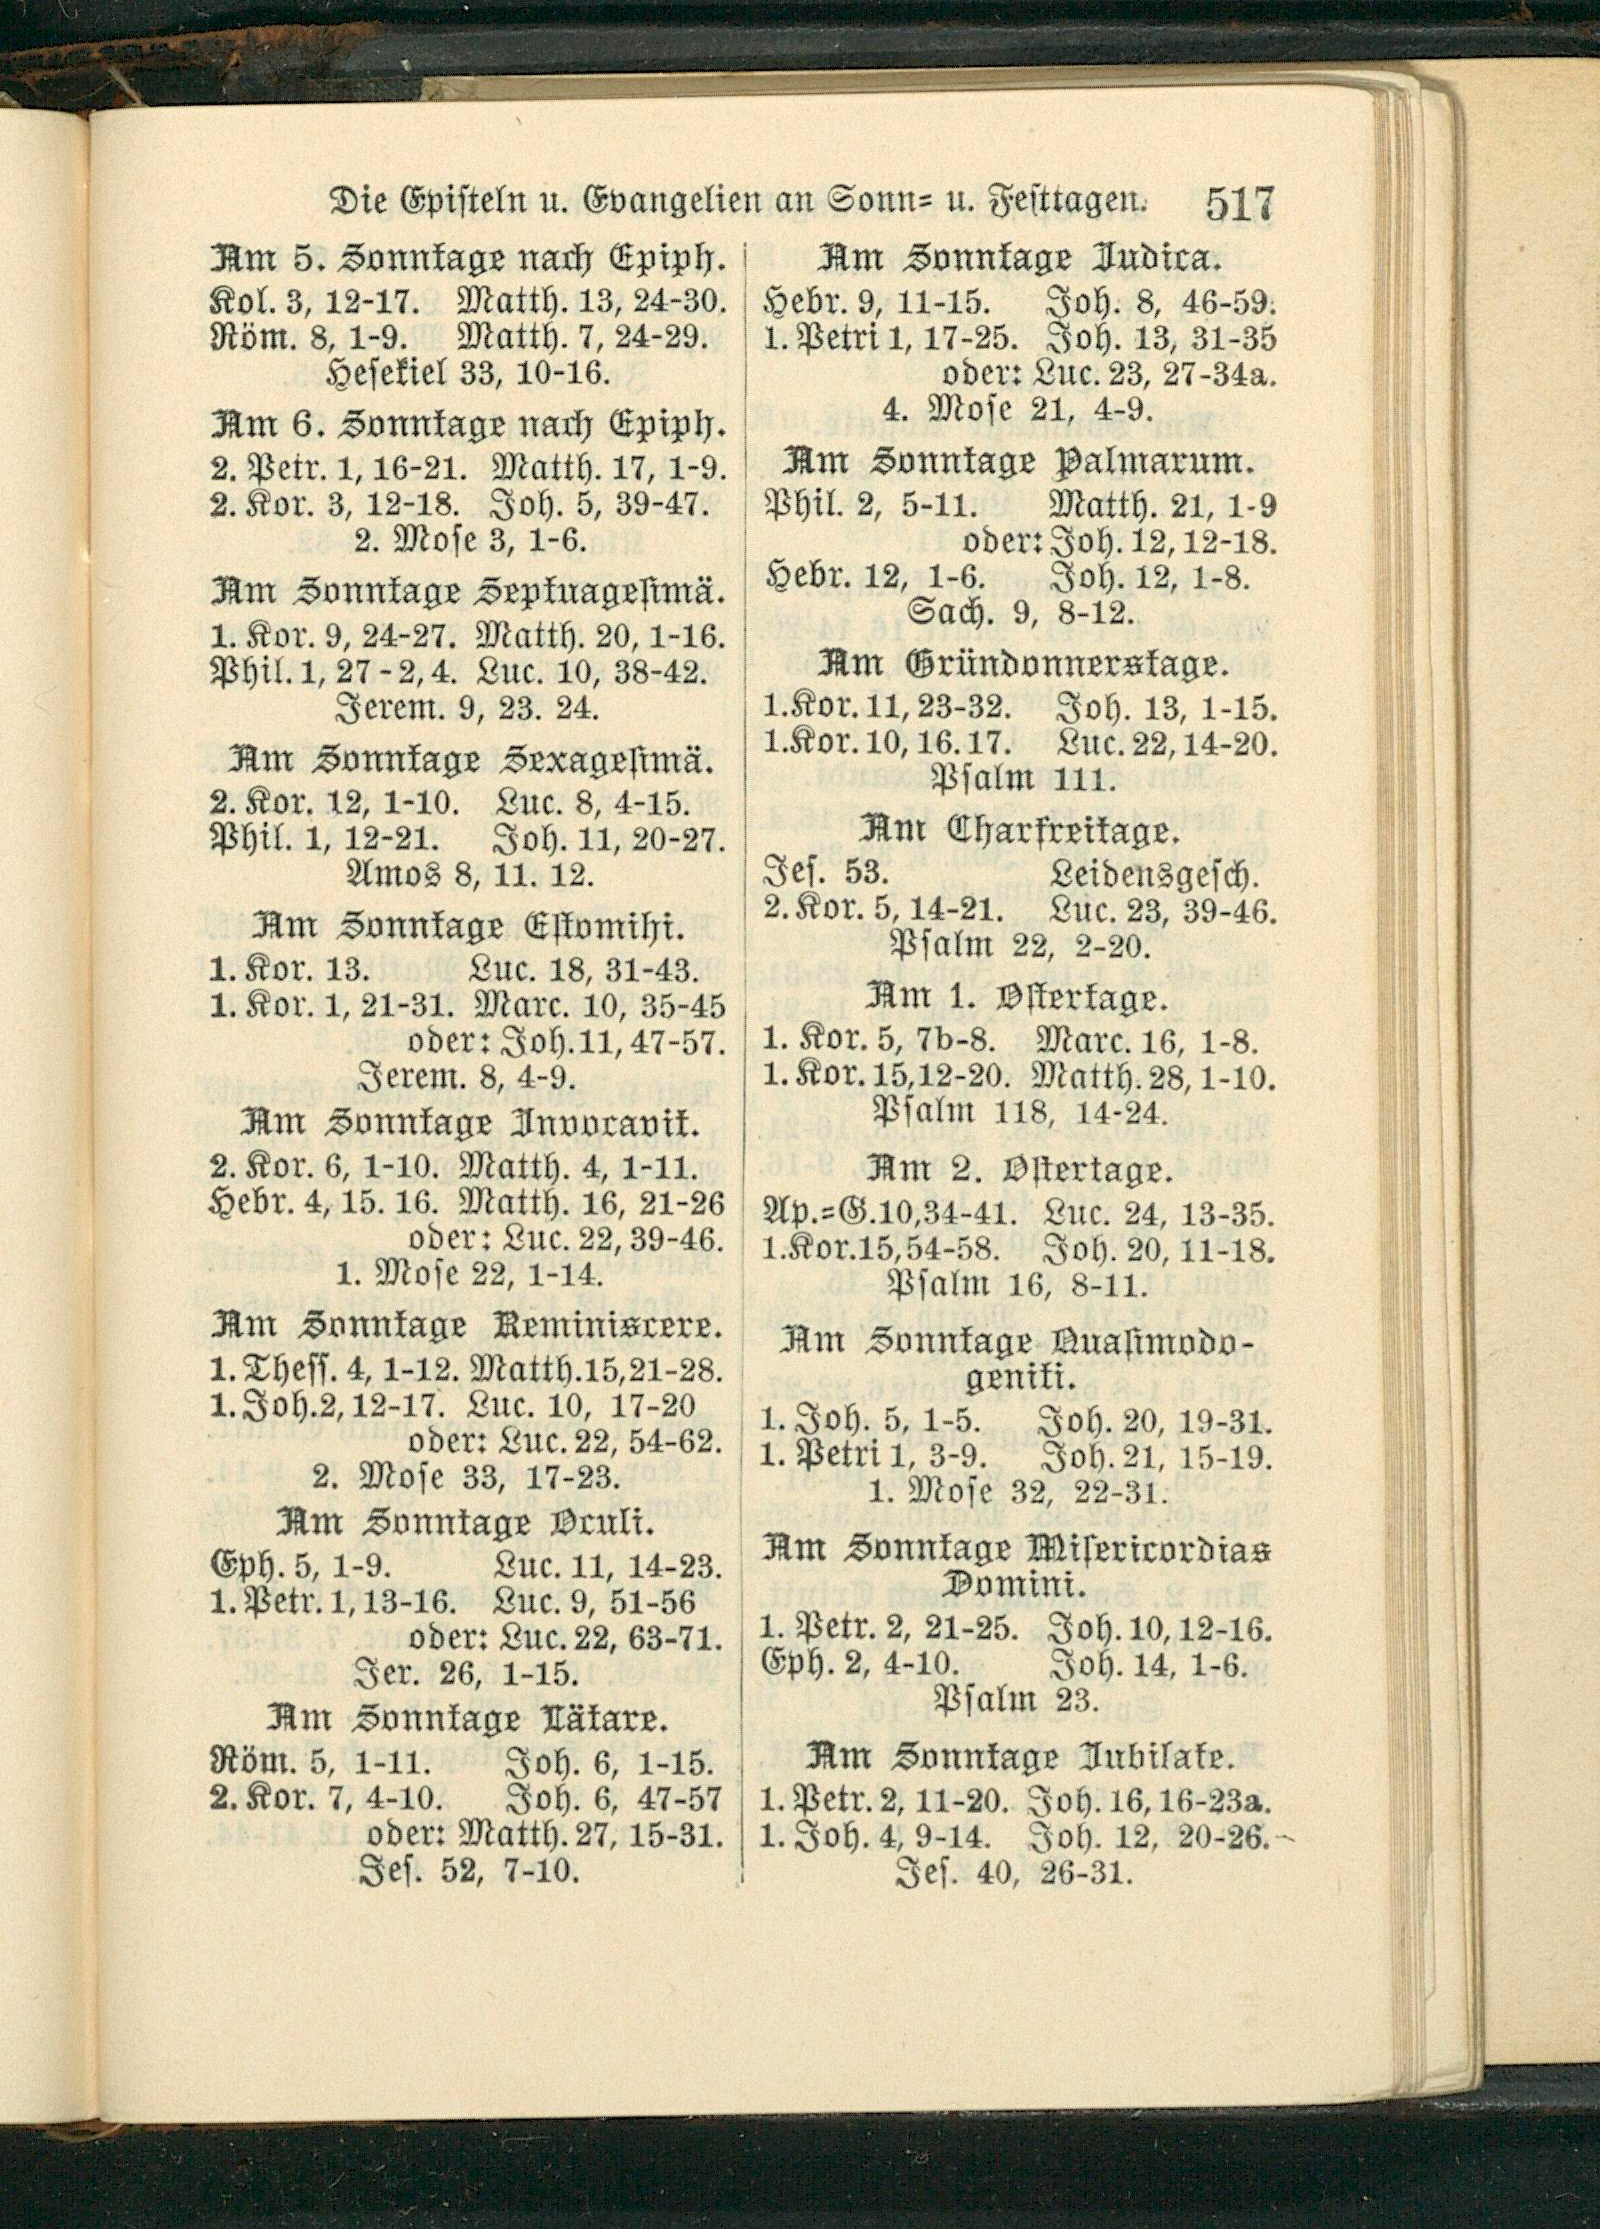 Die Episteln u. Evangelien an Sonn= u. Festtagen. 517
Am 5. Sonntage nach Epiph.
Kol. 3, 12-17. Matth. 13, 24-30.
Röm. 8, 1-9. Matth. 7, 24-29.
Hesekiel 33, 10-16.
Am 6. Sonntage nach Epiph.
2. Petr. 1, 16-21. Matth. 17, 1-9.
2. Kor. 3, 12-18. Joh. 5, 39-47.
2. Mose 3, 1-6.
Am Sonntage Septuagesimä.
1. Kor. 9, 24-27. Matth. 20, 1-16.
Phil. 1, 27-2, 4. Luc. 10, 38-42.
Jerem. 9, 23. 24.
Am Sonntage Sexagesimä.
2. Kor. 12, 1-10. Luc. 8, 4-15.
Phil. 1, 12-21. Joh. 11, 20-27.
Amos 8, 11. 12.
Am Sonntage Estomihi.
1. Kor. 13. Luc. 18, 31-43.
1. Kor. 1, 21-31. Marc. 10, 35-45
oder: Joh. 11, 47-57.
Jerem. 8, 4-9.
Am Sonntage Invocavit.
2. Kor. 6, 1-10. Matth. 4, 1-11.
Hebr. 4, 15. 16. Matth. 16, 21-26
oder: Luc. 22, 39-46.
1. Mose 22, 1-14.
Am Sonntage Reminiscere.
1. Thess. 4, 1-12. Matth. 15, 21-28.
1. Joh. 2, 12-17. Luc. 10, 17-20
oder: Luc. 22, 54-62.
2. Mose 33, 17-23.
Am Sonntage Oculi.
Eph. 5, 1-9. Luc. 11, 14-23.
1. Petr. 1, 13-16. Luc. 9, 51-56
oder: Luc. 22, 63-71.
Jer. 26, 1-15.
Am Sonntage Lätare.
Röm. 5, 1-11. Joh. 6, 1-15.
2. Kor. 7, 4-10. Joh. 6, 47-57
oder: Matth. 27, 15-31.
Jes. 52, 7-10.
Am Sonntage Judica.
Hebr. 9, 11-15. Joh. 8, 46-59.
1. Petri 1, 17-25. Joh. 13, 31-35
oder: Luc. 23, 27-34a.
4. Mose 21, 4-9.
Am Sonntage Palmarum.
Phil. 2, 5-11. Matth. 21, 1-9
oder: Joh. 12, 12-18.
Hebr. 12, 1-6. Joh. 12, 1-8.
Sach. 9, 8-12.
Am Gründonnerstage.
1. Kor. 11, 23-32. Joh. 13, 1-15.
1. Kor. 10, 16. 17. Luc. 22, 14-20.
Psalm 111.
Am Charfreitage.
Jes. 53. Leidensgesch.
2. Kor. 5, 14-21. Luc. 23, 39-46.
Psalm 22, 2-20.
Am 1. Ostertage.
1. Kor. 5, 7b-8. Marc. 16, 1-8.
1. Kor. 15, 12-20. Matth. 28, 1-10.
Psalm 118, 14-24.
Am 2. Ostertage.
Ap.=G. 10, 34-41. Luc. 24, 13-35.
1. Kor. 15, 54-58. Joh. 20, 11-18.
Psalm 16, 8-11.
Am Sonntage Quasimodo-
geniti.
1. Joh. 5, 1-5. Joh. 20, 19-31.
1. Petri 1, 3-9. Joh. 21, 15-19.
1. Mose 32, 22-31.
Am Sonntage Misericordias
Domini.
1. Petr. 2, 21-25. Joh. 10, 12-16.
Eph. 2, 4-10. Joh. 14, 1-6.
Psalm 23.
Am Sonntage Jubilate.
1. Petr. 2, 11-20. Joh. 16, 16-23a.
1. Joh. 4, 9-14. Joh. 12, 20-26.
Jes. 40, 26-31.